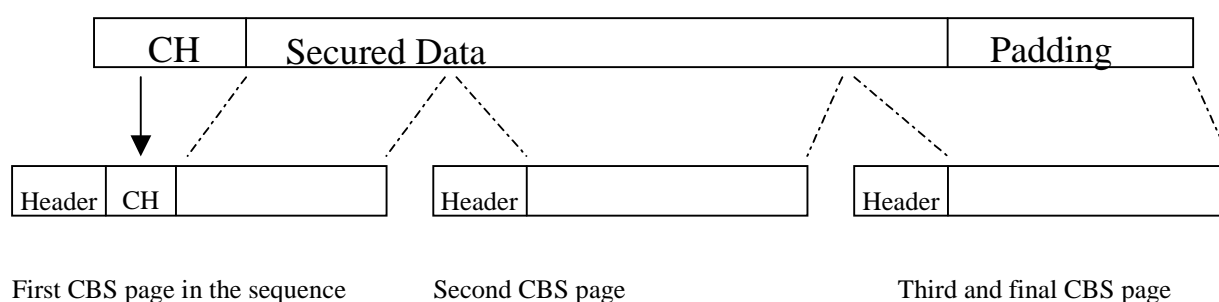 CH Secured Data Padding
Header CH Header Header
First CBS page in the sequence Second CBS page Third and final CBS page